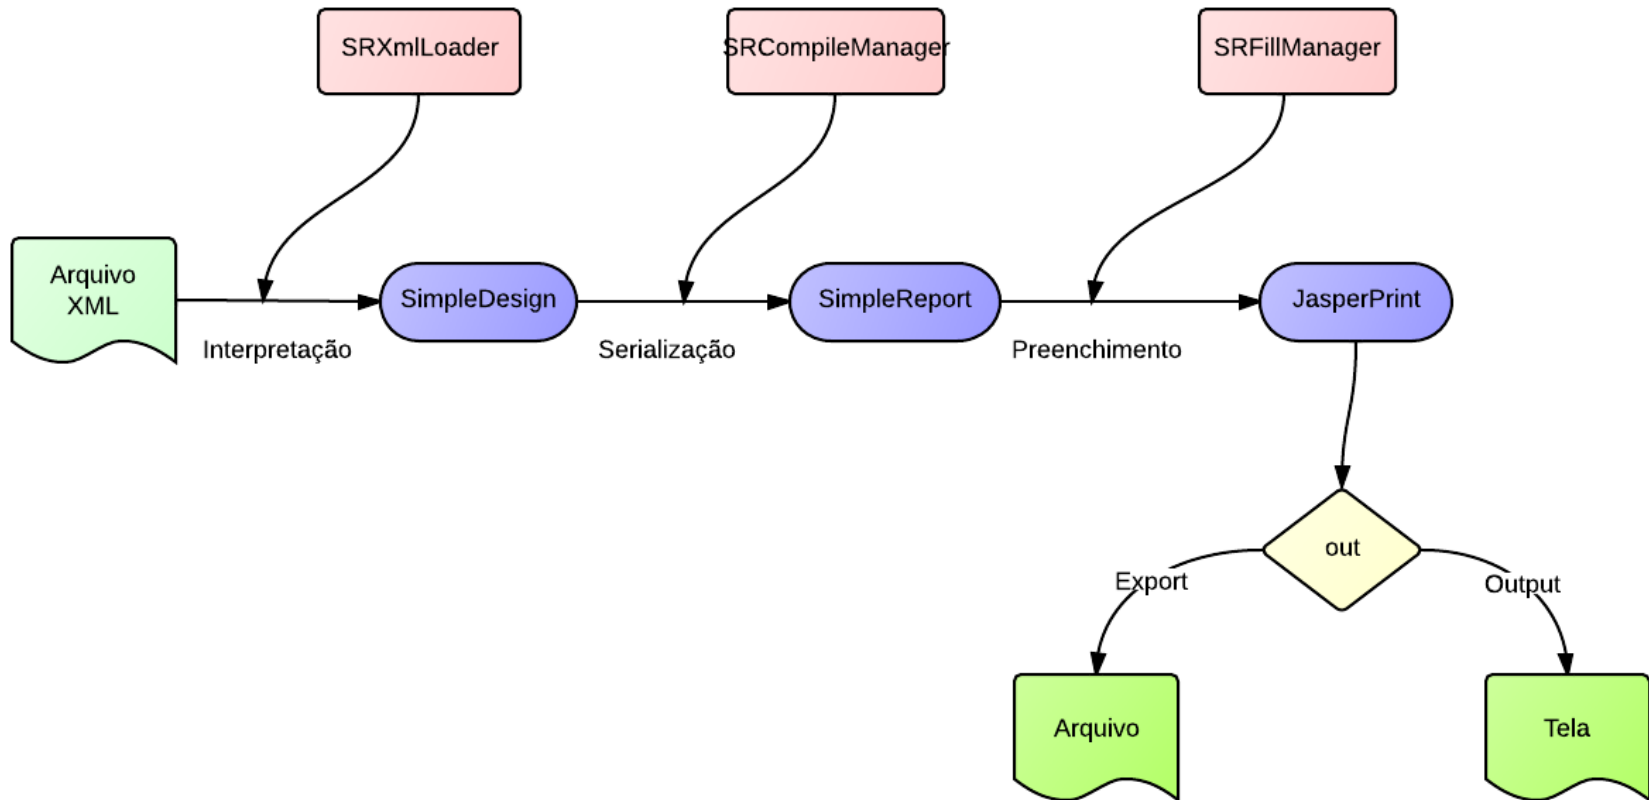 SRXmlLoader
SRCompileManager
SRFillManager
Arquivo
XML
SimpleDesign
SimpleReport
JasperPrint
Interpretação
Serialização
Preenchimento
out
Export
Output
Arquivo
Tela